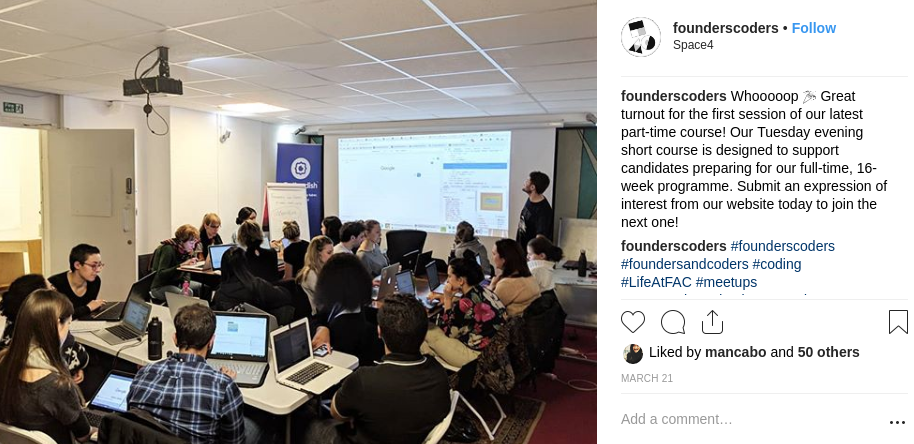 founderscoders • Follow
Space4
founderscoders Whooooop Great
turnout for the first session of our latest
part-time course! Our Tuesday evening
short course is designed to support
candidates preparing for our full-time, 16-
week programme. Submit an expression of
interest from our website today to join the
next one!
founderscoders #founderscoders
#foundersandcoders #coding
#LifeAtFAC #meetups
Liked by mancabo and 50 others
MARCH 21
Add a comment…
Google